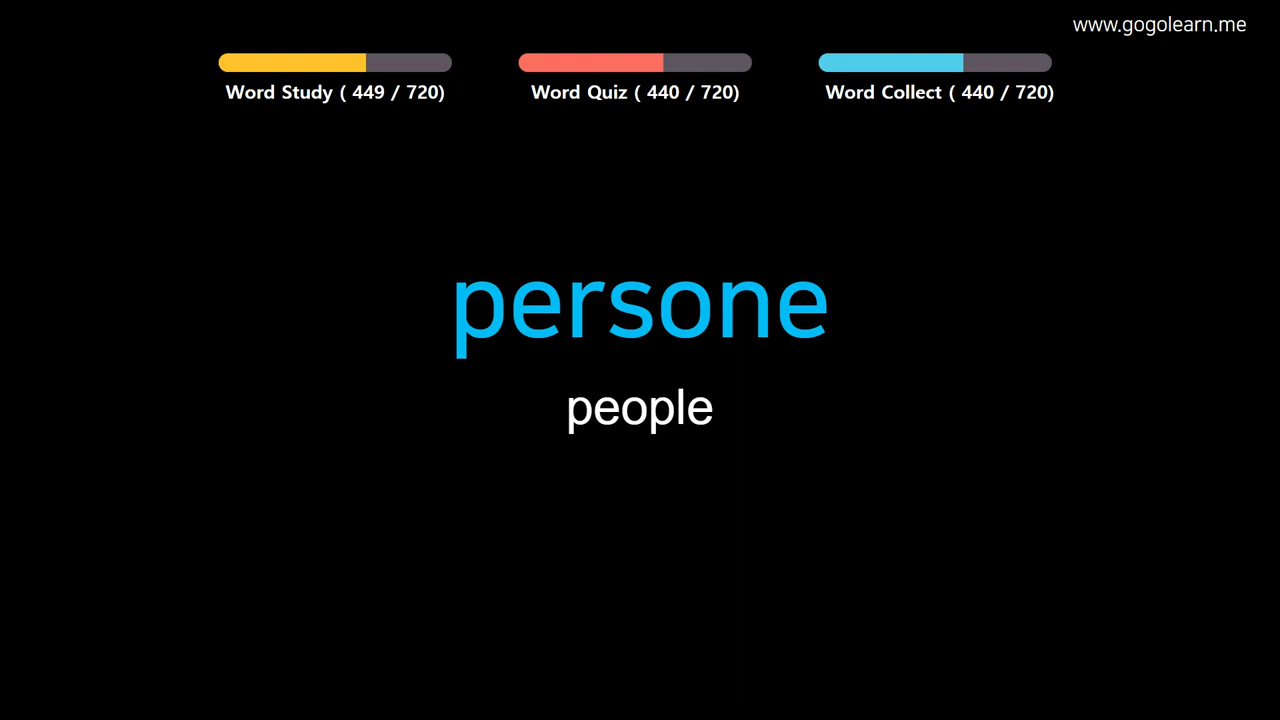 www.gogolearn.me
Word Study ( 449 / 720)
Word Quiz ( 440 / 720)
Word Collect ( 440 / 720)
persone
people